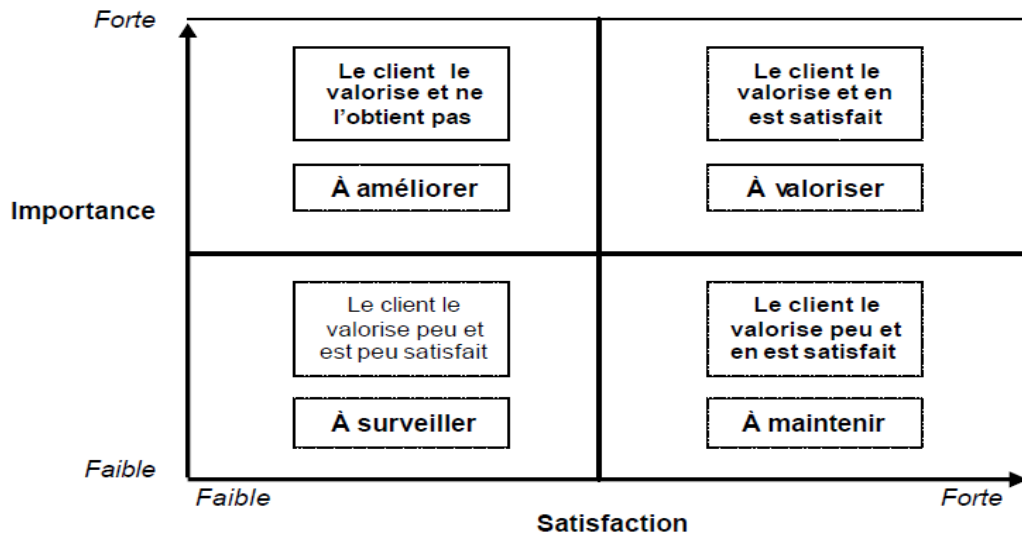 Forte
Le client le
valorise et ne
l'obtient pas
À améliorer
Le client le
valorise et en
est satisfait
À valoriser
Importance
Le client le
valorise peu et
est peu satisfait
À surveiller
Le client le
valorise peu et
en est satisfait
À maintenir
Faible
Faible
Forte
Satisfaction